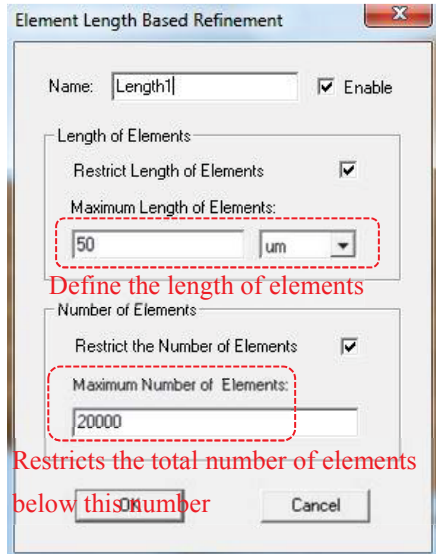 Element Length Based Refinement
Name: Length1 Enable
Length of Elements
Restrict Length of Elements
Maximum Length of Elements:
50 um
Define the length of elements
Number of Elements
Restrict the Number of Elements
Maximum Number of Elements:
20000
Restricts the total number of elements
below this number
OK Cancel